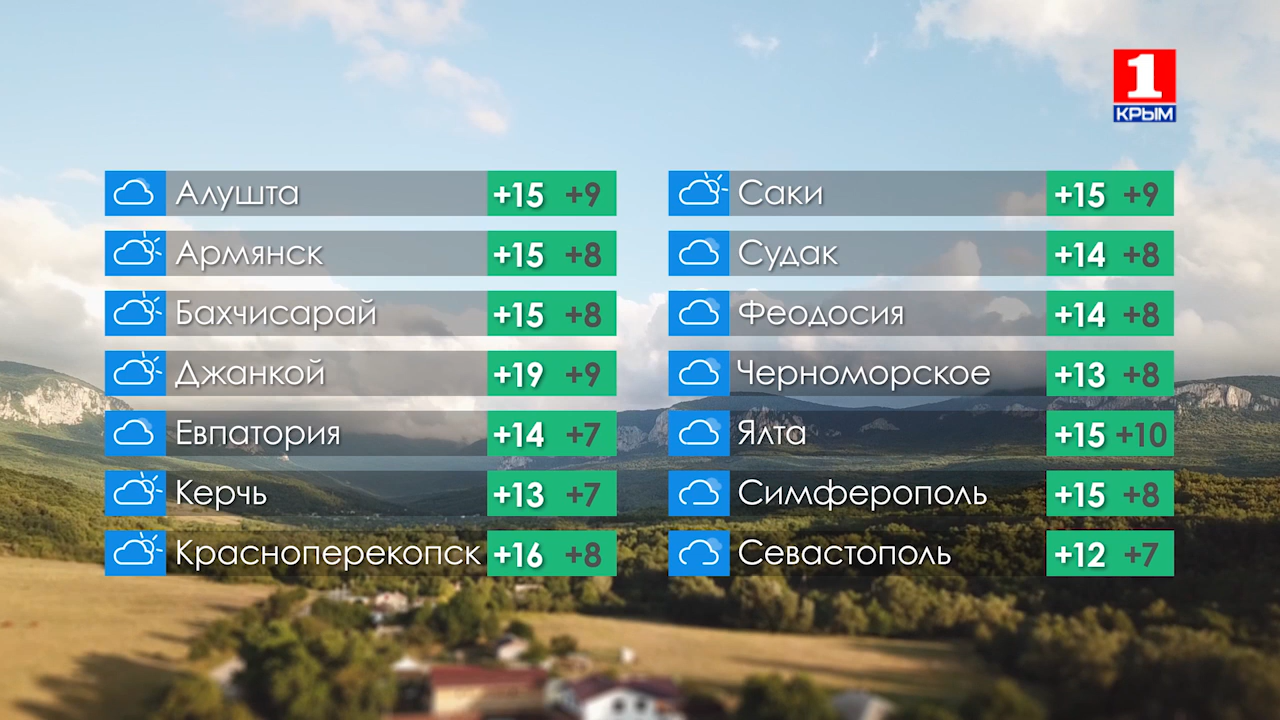 1
КРЫМ
Алушта +15 +9
Армянск +15 +8
Бахчисарай +15 +8
Джанкой +19 +9
Евпатория +14 +7
Керчь +13 +7
Красноперекопск +16 +8
Саки +15 +9
Судак +14 +8
Феодосия +14 +8
Черноморское +13 +8
Ялта +15 +10
Симферополь +15 +8
Севастополь +12 +7